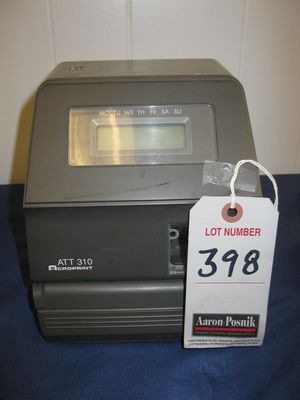 MO TU WE TH FR SA SU
ATT 310
ACROPRINT
LOT NUMBER
398
Aaron Posnik